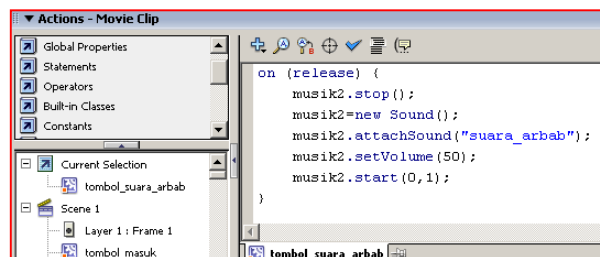 Actions - Movie Clip
Global Properties
Statements
Operators
Built-in Classes
Constants
Current Selection
tombol_suara_arbab
Scene 1
Layer 1 : Frame 1
tombol masuk
on (release) {
musik2.stop();
musik2=new Sound();
musik2.attachSound("suara_arbab");
musik2.setVolume(50);
musik2.start(0,1);
}
tombol_suara_arbab